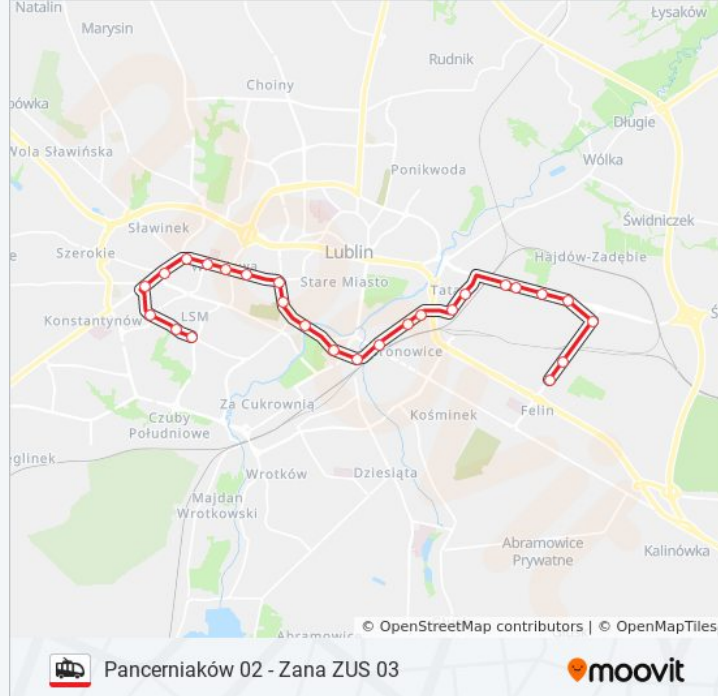 Natalin
Łysaków
Marysin
Rudnik
Choiny
Długie
Wola Sławińska
Wólka
Ponikwoda
Świdniczek
Sławinek
Lublin
Szerokie
Hajdów-Zadębie
Stare Miasto
LSM
Konstantynów
Za Cukrownią
Felin
Kośminek
Czuby
Południowe
Wrotków
Dziesiąta
Majdan
Wrotkowski
Abramowice
Prywatne
Kalinówka
© OpenStreetMap contributors | © OpenMapTiles
Pancerniaków 02 - Zana ZUS 03
moovit